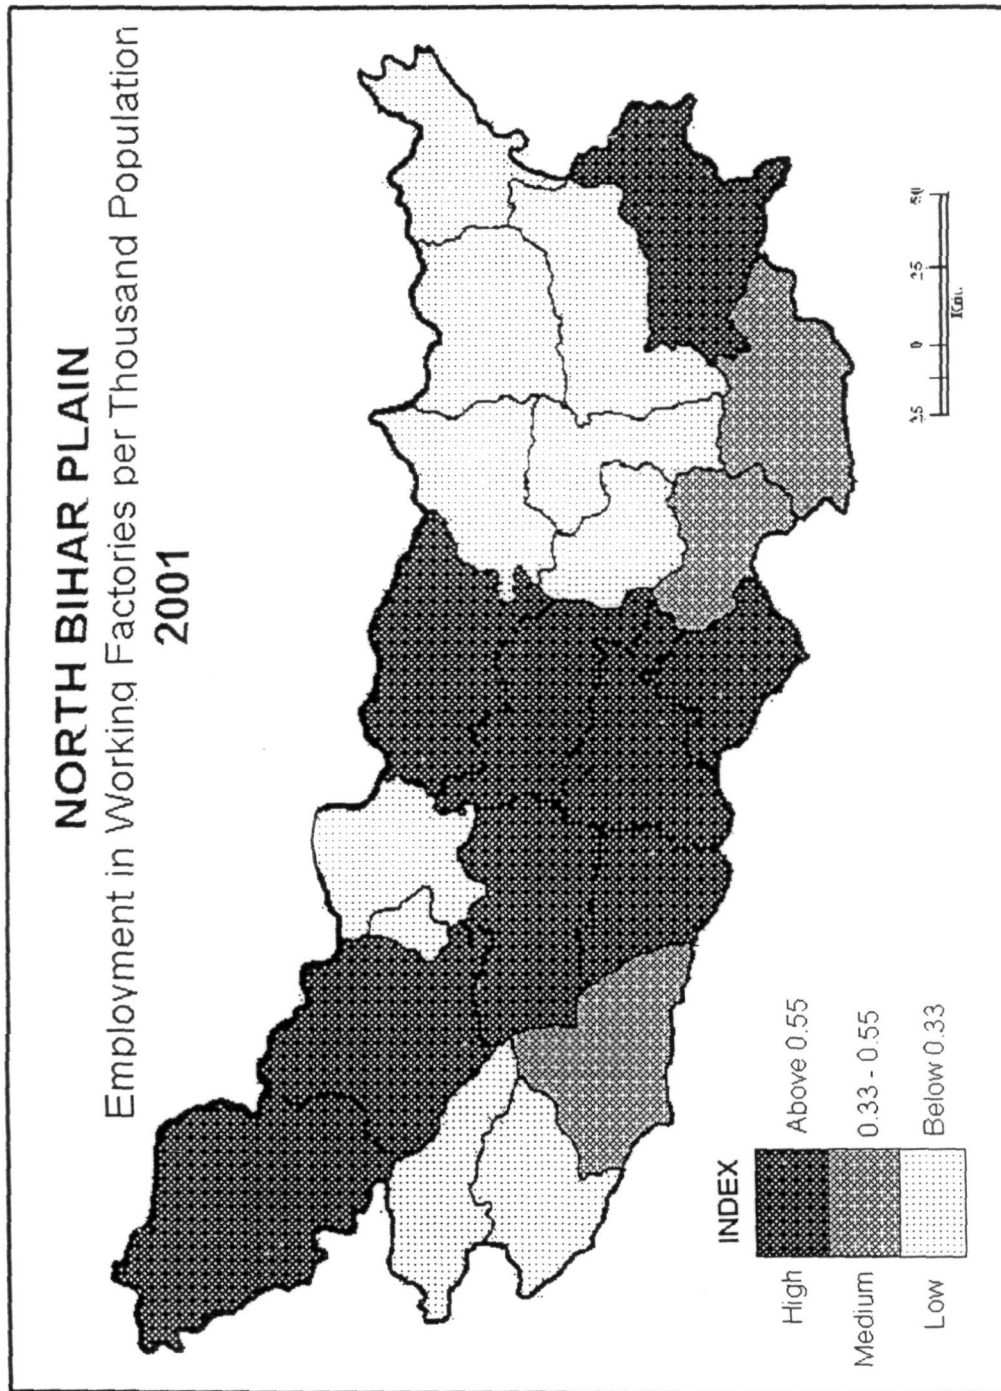 NORTH BIHAR PLAIN
Employment in Working Factories per Thousand Population
2001
INDEX
High Above 0.55
Medium 0.33 - 0.55
Low Below 0.33
25 0 25 50
Km.